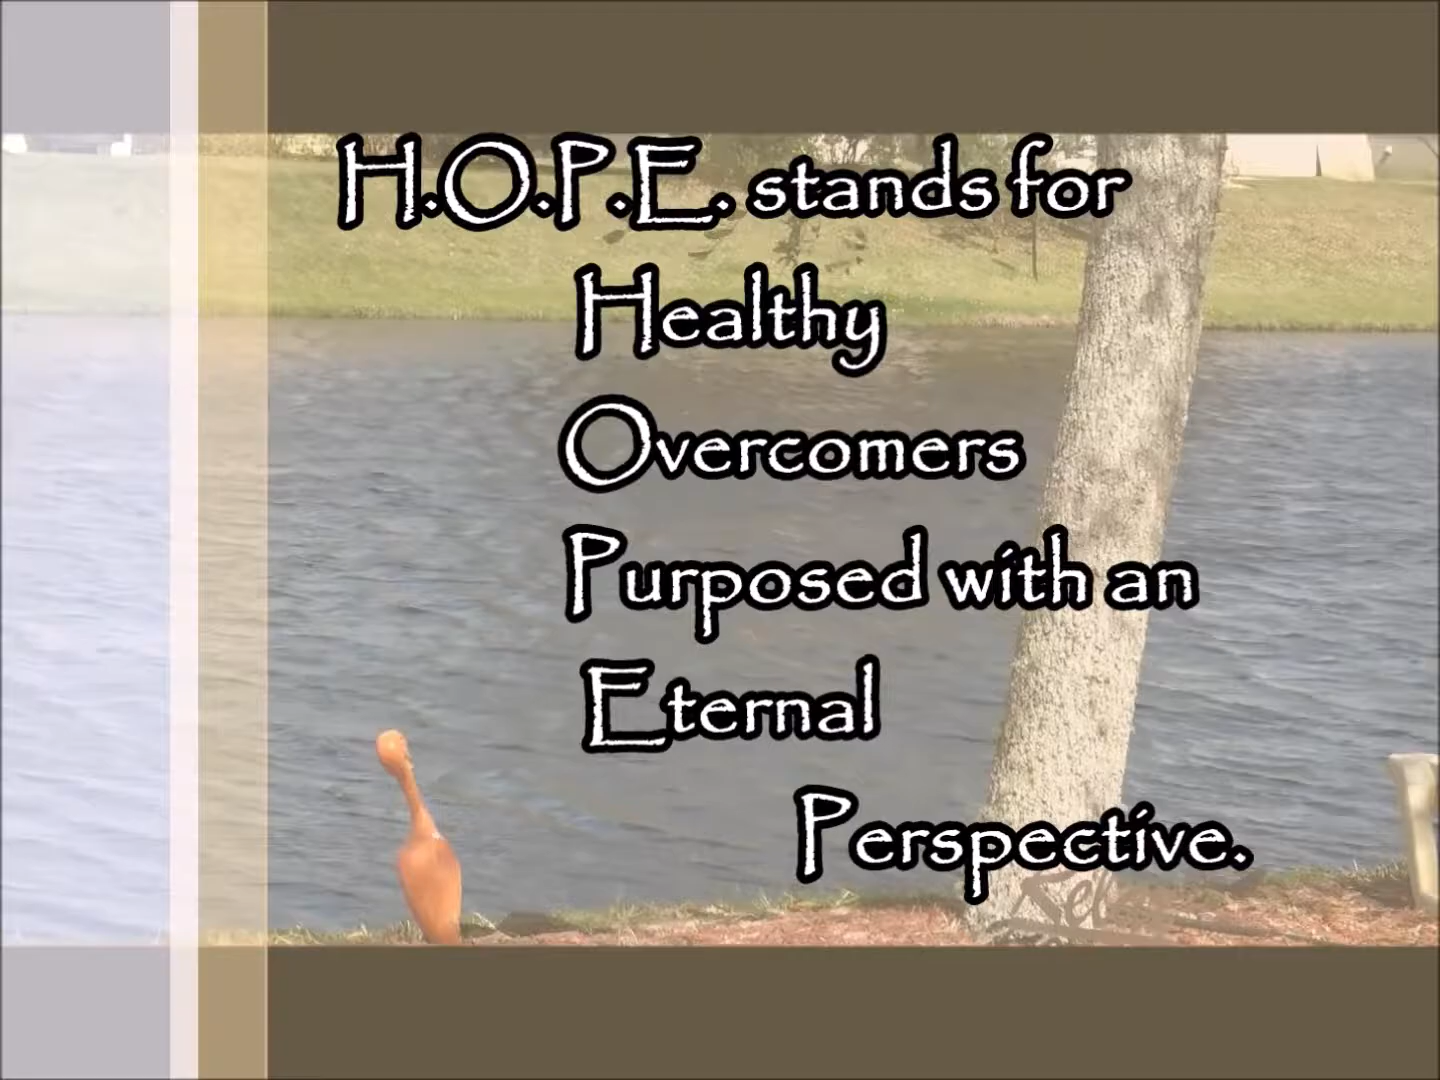 H.O.P.E. stands for
Healthy
Overcomers
Purposed with an
Eternal
Perspective.